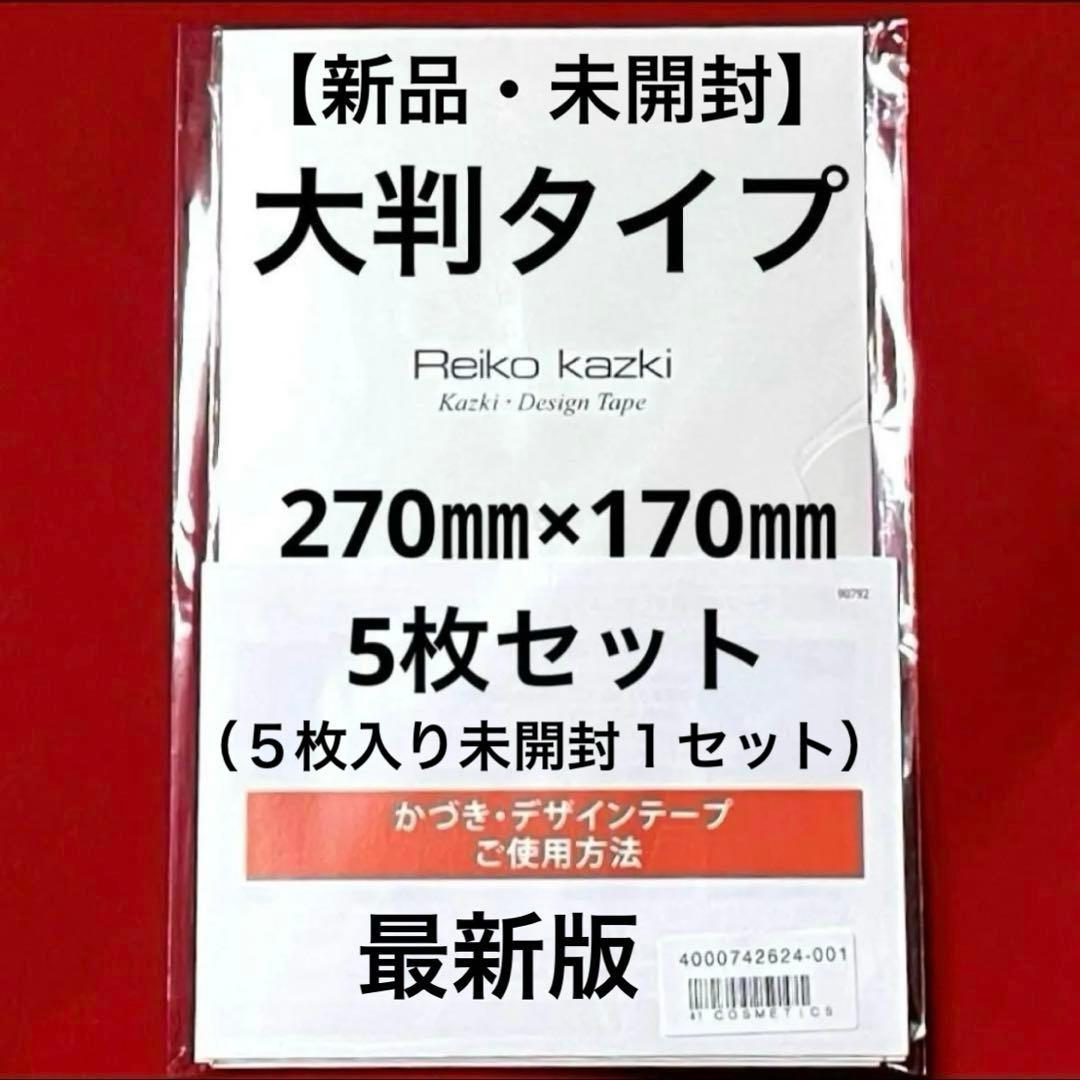 【新品・未開封】
大判タイプ
Reiko kazki
Kazki・Design Tape
270㎜×170㎜
90792
5枚セット
（５枚入り未開封１セット）
かづき・デザインテープ
ご使用方法
最新版
4000742624-001
COSMETICS